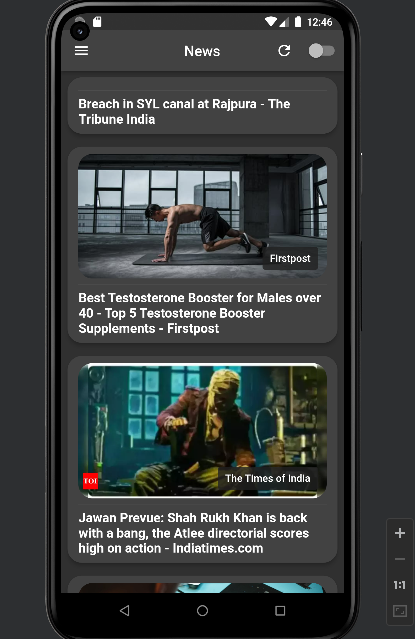 12:46
News
Breach in SYL canal at Rajpura - The
Tribune India
Firstpost
Best Testosterone Booster for Males over
40 - Top 5 Testosterone Booster
Supplements - Firstpost
TOI
The Times of India
Jawan Prevue: Shah Rukh Khan is back
with a bang, the Atlee directorial scores
high on action - Indiatimes.com
1:1